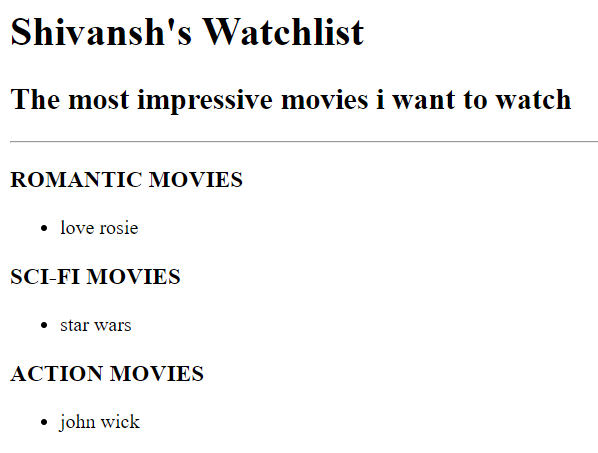 Shivansh's Watchlist
The most impressive movies i want to watch
ROMANTIC MOVIES
• love rosie
SCI-FI MOVIES
• star wars
ACTION MOVIES
• john wick